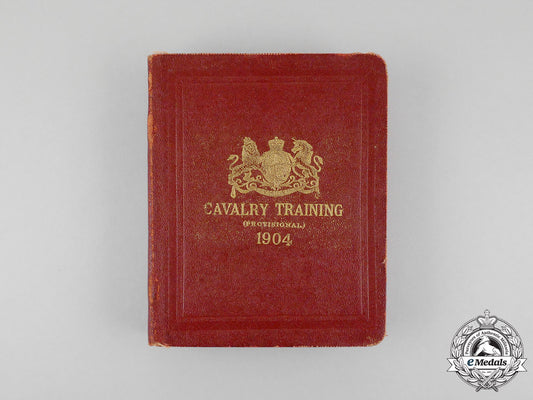 CAVALRY TRAINING
(PROVISIONAL)
1904
eMedals